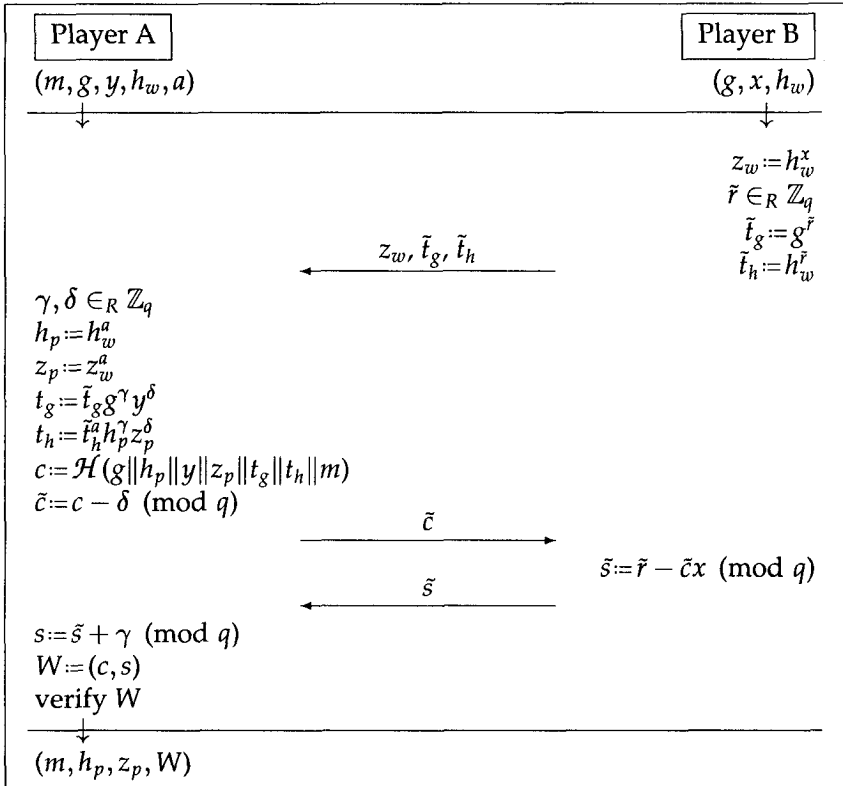 Player A
Player B
(m, g, y, h_w, a)
(g, x, h_w)
z_w := h_w^x
r̃ ∈_R ℤ_q
t̃_g := g^r̃
z_w, t̃_g, t̃_h
t̃_h := h_w^r̃
γ, δ ∈_R ℤ_q
h_p := h_w^a
z_p := z_w^a
t_g := t̃_g g^γ y^δ
t_h := t̃_h^a h_p^γ z_p^δ
c := ℋ(g‖h_p‖y‖z_p‖t_g‖t_h‖m)
c̃ := c − δ (mod q)
c̃
s̃ := r̃ − c̃x (mod q)
s̃
s := s̃ + γ (mod q)
W := (c, s)
verify W
(m, h_p, z_p, W)